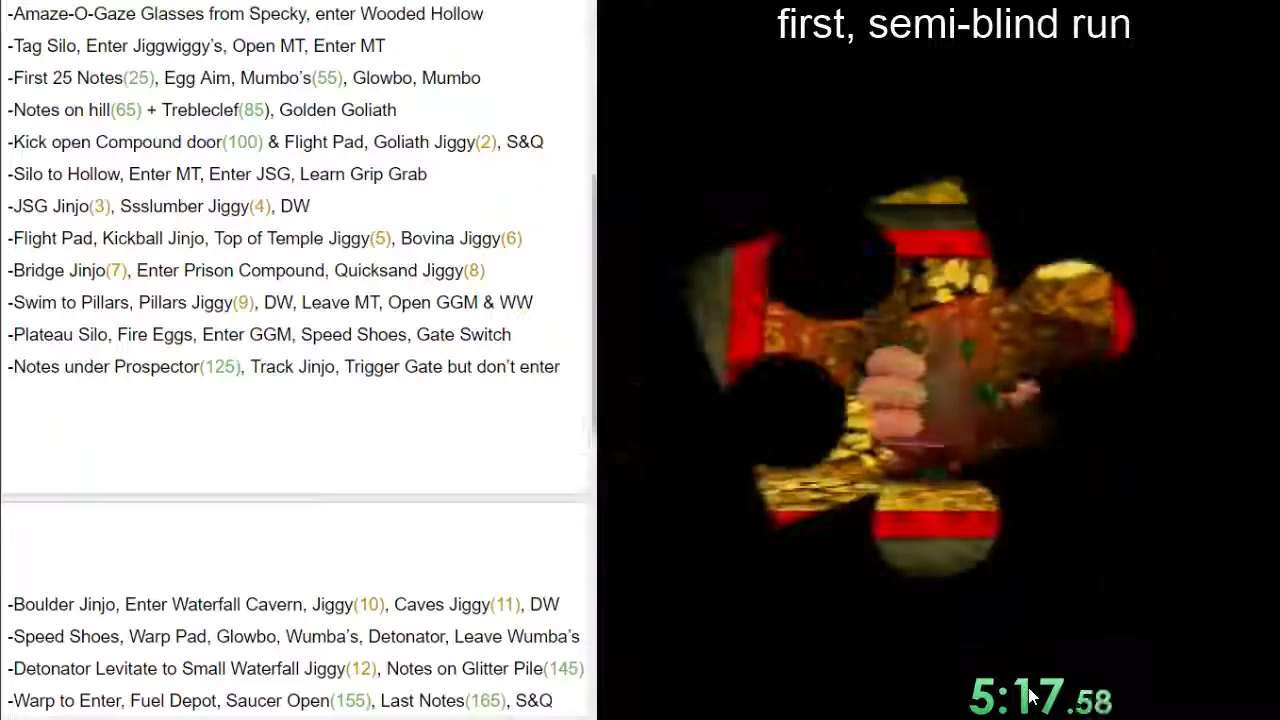 -Amaze-O-Gaze Glasses from Specky, enter Wooded Hollow
-Tag Silo, Enter Jiggwiggy’s, Open MT, Enter MT
-First 25 Notes(25), Egg Aim, Mumbo’s(55), Glowbo, Mumbo
-Notes on hill(65) + Trebleclef(85), Golden Goliath
-Kick open Compound door(100) & Flight Pad, Goliath Jiggy(2), S&Q
-Silo to Hollow, Enter MT, Enter JSG, Learn Grip Grab
-JSG Jinjo(3), Ssslumber Jiggy(4), DW
-Flight Pad, Kickball Jinjo, Top of Temple Jiggy(5), Bovina Jiggy(6)
-Bridge Jinjo(7), Enter Prison Compound, Quicksand Jiggy(8)
-Swim to Pillars, Pillars Jiggy(9), DW, Leave MT, Open GGM & WW
-Plateau Silo, Fire Eggs, Enter GGM, Speed Shoes, Gate Switch
-Notes under Prospector(125), Track Jinjo, Trigger Gate but don’t enter
-Boulder Jinjo, Enter Waterfall Cavern, Jiggy(10), Caves Jiggy(11), DW
-Speed Shoes, Warp Pad, Glowbo, Wumba’s, Detonator, Leave Wumba’s
-Detonator Levitate to Small Waterfall Jiggy(12), Notes on Glitter Pile(145)
-Warp to Enter, Fuel Depot, Saucer Open(155), Last Notes(165), S&Q
first, semi-blind run
5:17.58